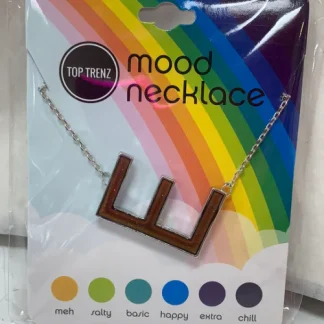 TOP TRENZ
mood
necklace
E
meh salty basic happy extra chill